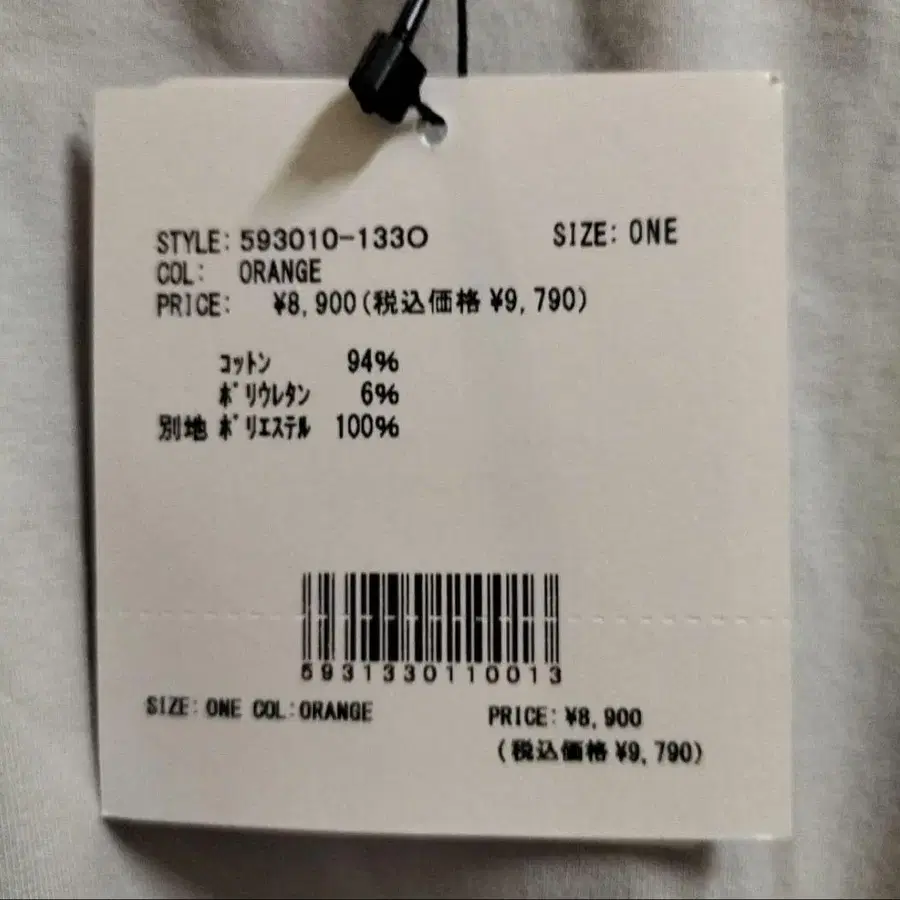 STYLE: 593010-1330 SIZE: ONE
COL: ORANGE
PRICE: ¥8,900(税込価格 ¥9,790)
コットン 94%
ポリウレタン 6%
別地 ポリエステル 100%
5931330110013
SIZE: ONE COL:ORANGE PRICE: ¥8,900
(税込価格 ¥9,790)